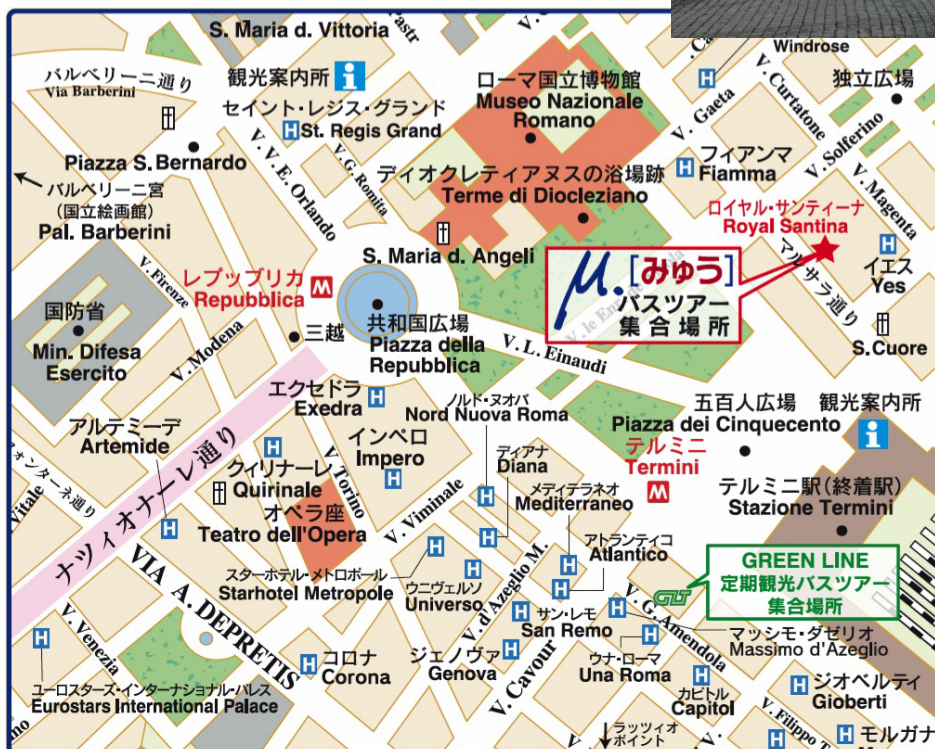 S. Maria d. Vittoria
バルベリーニ通り
Via Barberini
観光案内所
セイント・レジス・グランド
St. Regis Grand
Piazza S. Bernardo
バルベリーニ宮
(国立絵画館)
Pal. Barberini
V. V. E. Orlando
V. G. Romita
ローマ国立博物館
Museo Nazionale
Romano
ディオクレティアヌスの浴場跡
Terme di Diocleziano
S. Maria d. Angeli
Windrose
V. Gaeta
V. Curtatone
独立広場
V. Solferino
フィアンマ
Fiamma
V. Magenta
ロイヤル・サンティーナ
Royal Santina
イエス
Yes
マルサラ通り
S. Cuore
μ.[みゅう]
バスツアー
集合場所
レプッブリカ
Repubblica
V. Firenze
国防省
Min. Difesa
Esercito
V. Modena
三越
共和国広場
Piazza della
Repubblica
V. L. Einaudi
エクセドラ
Exedra
ノルド・ヌオバ
Nord Nuova Roma
五百人広場
Piazza dei Cinquecento
観光案内所
テルミニ
Termini
テルミニ駅(終着駅)
Stazione Termini
アルテミーデ
Artemide
ナツィオナーレ通り
クィリナーレ
Quirinale
V. Torino
インペロ
Impero
オペラ座
Teatro dell'Opera
V. Viminale
ディアナ
Diana
メディテラネオ
Mediterraneo
アトランティコ
Atlantico
スターホテル・メトロポール
Starhotel Metropole
ウニヴェルソ
Universo
V. d'Azeglio M.
サン・レモ
San Remo
GREEN LINE
定期観光バスツアー
集合場所
GLT
V. G. Amendola
マッシモ・ダゼリオ
Massimo d'Azeglio
VIA A. DEPRETIS
V. Venezia
コロナ
Corona
ジェノヴァ
Genova
V. Cavour
ウナ・ローマ
Una Roma
カピトル
Capitol
ジオベルティ
Gioberti
ユーロスターズ・インターナショナル・パレス
Eurostars International Palace
ラッツィオ
ポイント
V. Filippo T
モルガナ